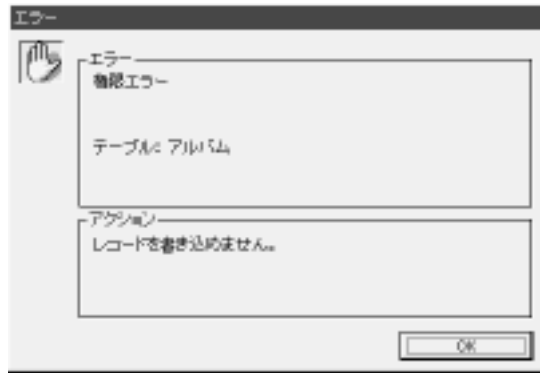 エラー
エラー
権限エラー
テーブル: アルバム
アクション
レコードを書き込めません。
OK